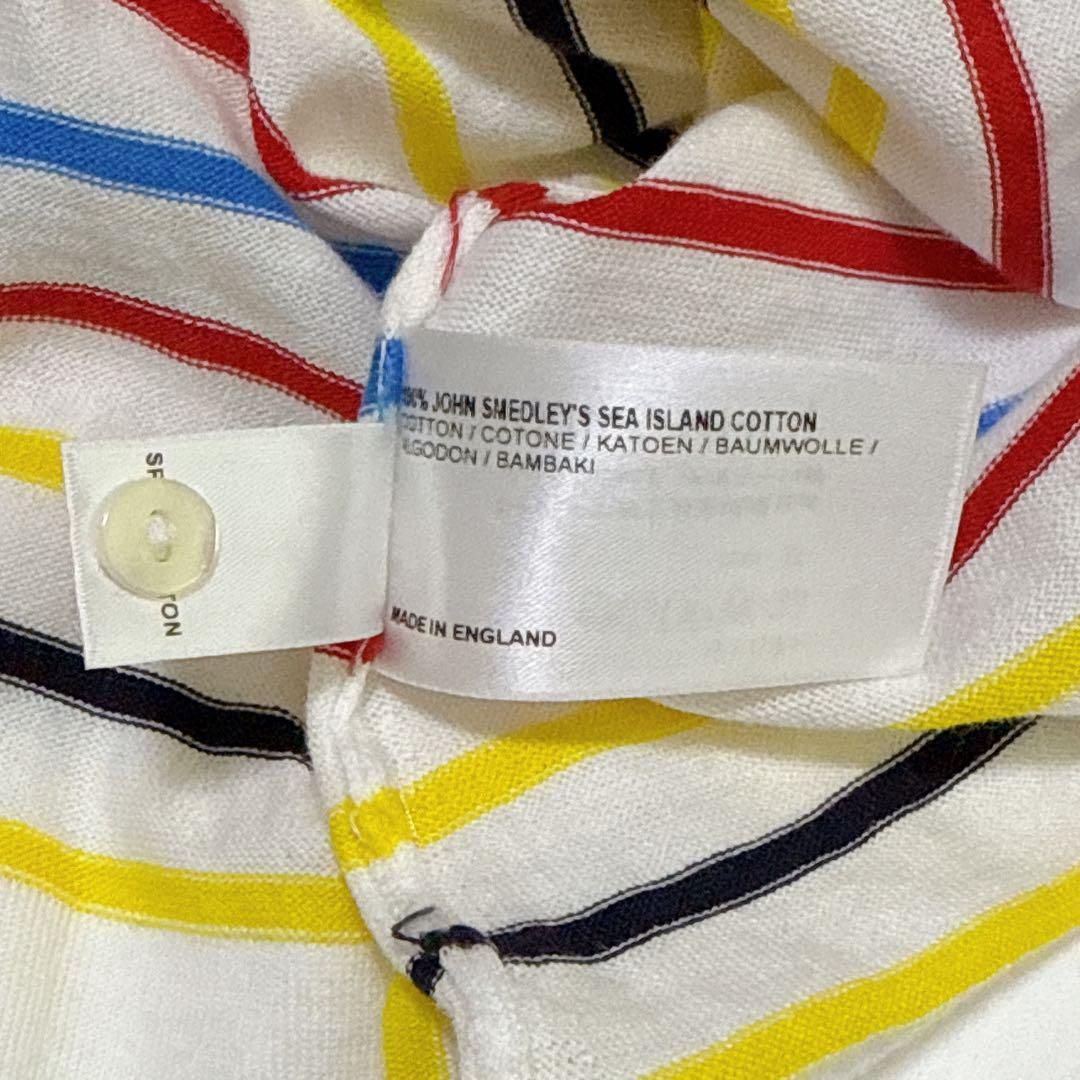 100% JOHN SMEDLEY'S SEA ISLAND COTTON
COTTON / COTONE / KATOEN / BAUMWOLLE /
ALGODON / BAMBAKI
MADE IN ENGLAND